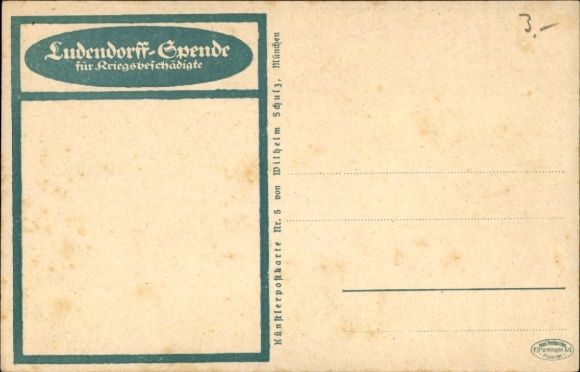 Ludendorff-Spende
für Kriegsbeschädigte
Künstlerpostkarte Nr. 5 von Wilhelm Schulz, München
3.-